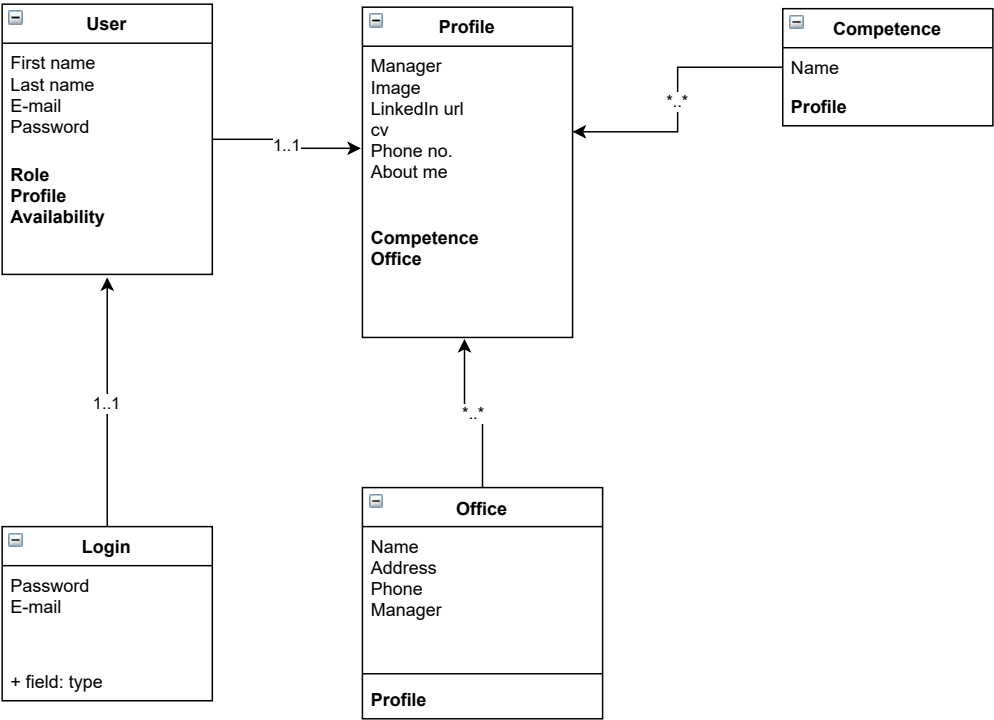 User
First name
Last name
E-mail
Password
Role
Profile
Availability
1..1
Profile
Manager
Image
LinkedIn url
cv
Phone no.
About me
Competence
Office
*..*
Competence
Name
Profile
1..1
*..*
Login
Password
E-mail
+ field: type
Office
Name
Address
Phone
Manager
Profile